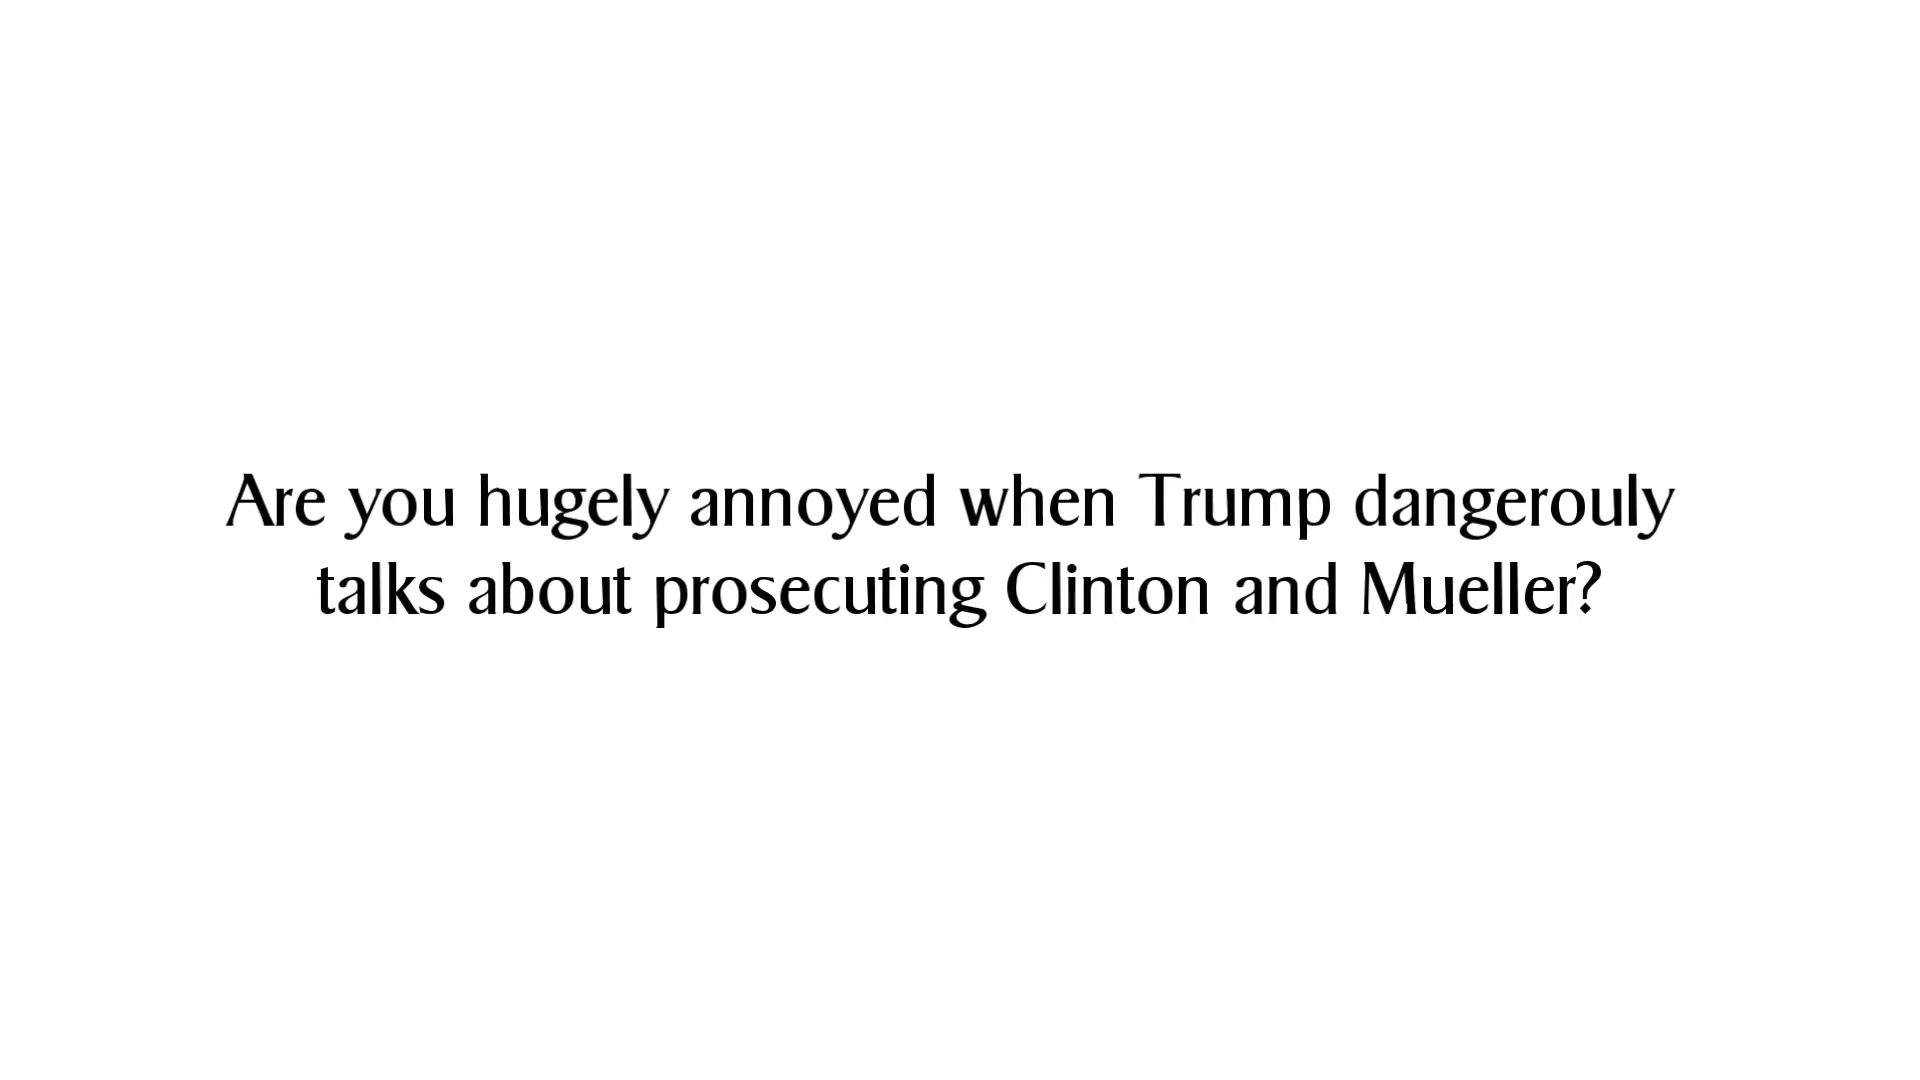 Are you hugely annoyed when Trump dangerouly
talks about prosecuting Clinton and Mueller?